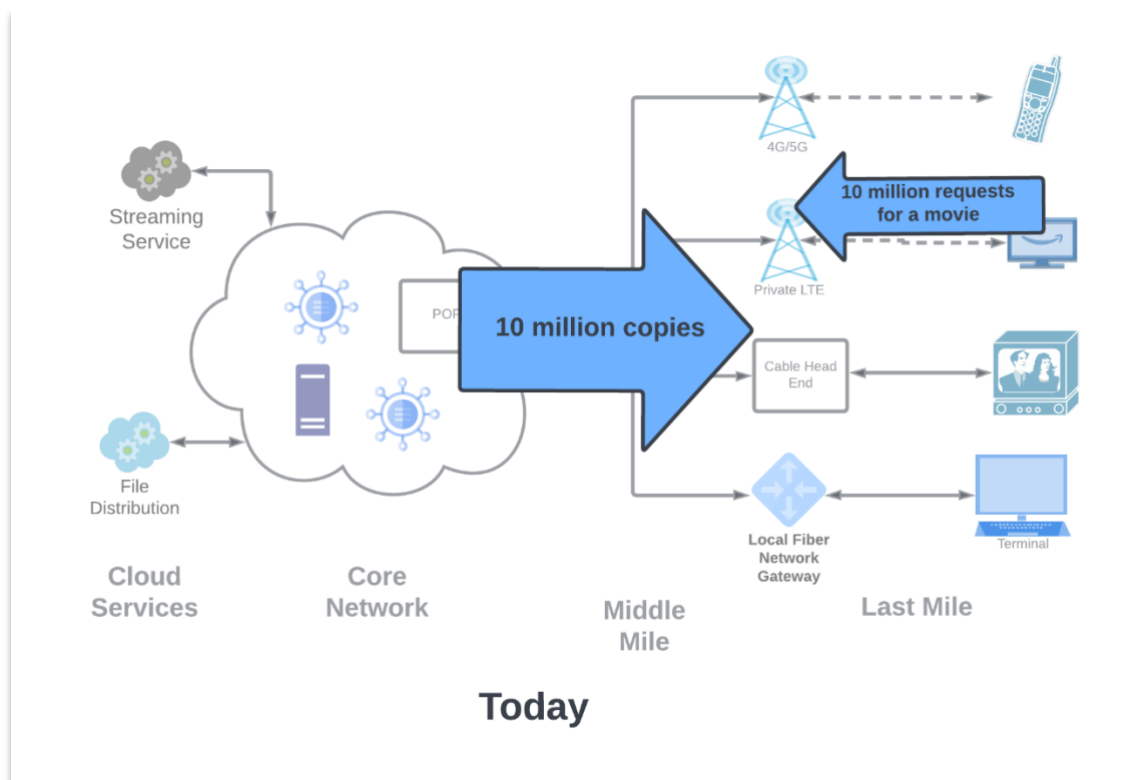 4G/5G
10 million requests
for a movie
Streaming
Service
Private LTE
POP
10 million copies
Cable Head
End
File
Distribution
Local Fiber
Network
Gateway
Terminal
Cloud
Services
Core
Network
Middle
Mile
Last Mile
Today